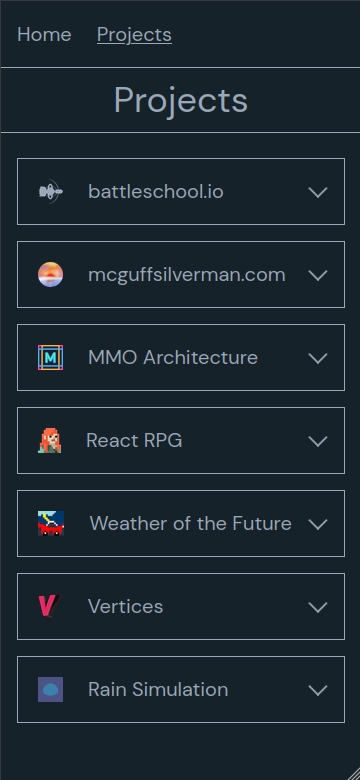 Home Projects
Projects
battleschool.io
mcguffsilverman.com
M MMO Architecture
React RPG
Weather of the Future
V Vertices
Rain Simulation